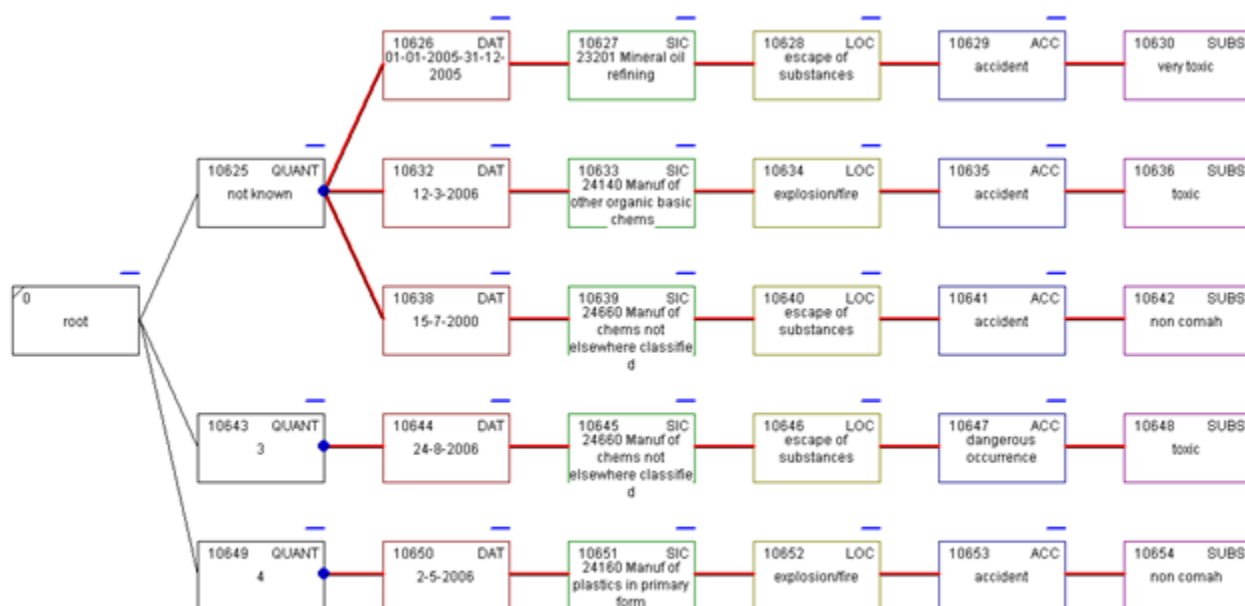 10626 DAT
01-01-2005-31-12-
2005
10627 SIC
23201 Mineral oil
refining
10628 LOC
escape of
substances
10629 ACC
accident
10630 SUBS
very toxic
10625 QUANT
not known
10632 DAT
12-3-2006
10633 SIC
24140 Manuf of
other organic basic
chems
10634 LOC
explosion/fire
10635 ACC
accident
10636 SUBS
toxic
0
root
10638 DAT
15-7-2000
10639 SIC
24660 Manuf of
chems not
elsewhere classifie
d
10640 LOC
escape of
substances
10641 ACC
accident
10642 SUBS
non comah
10643 QUANT
3
10644 DAT
24-8-2006
10645 SIC
24660 Manuf of
chems not
elsewhere classifie
d
10646 LOC
escape of
substances
10647 ACC
dangerous
occurrence
10648 SUBS
toxic
10649 QUANT
4
10650 DAT
2-5-2006
10651 SIC
24160 Manuf of
plastics in primary
form
10652 LOC
explosion/fire
10653 ACC
accident
10654 SUBS
non comah